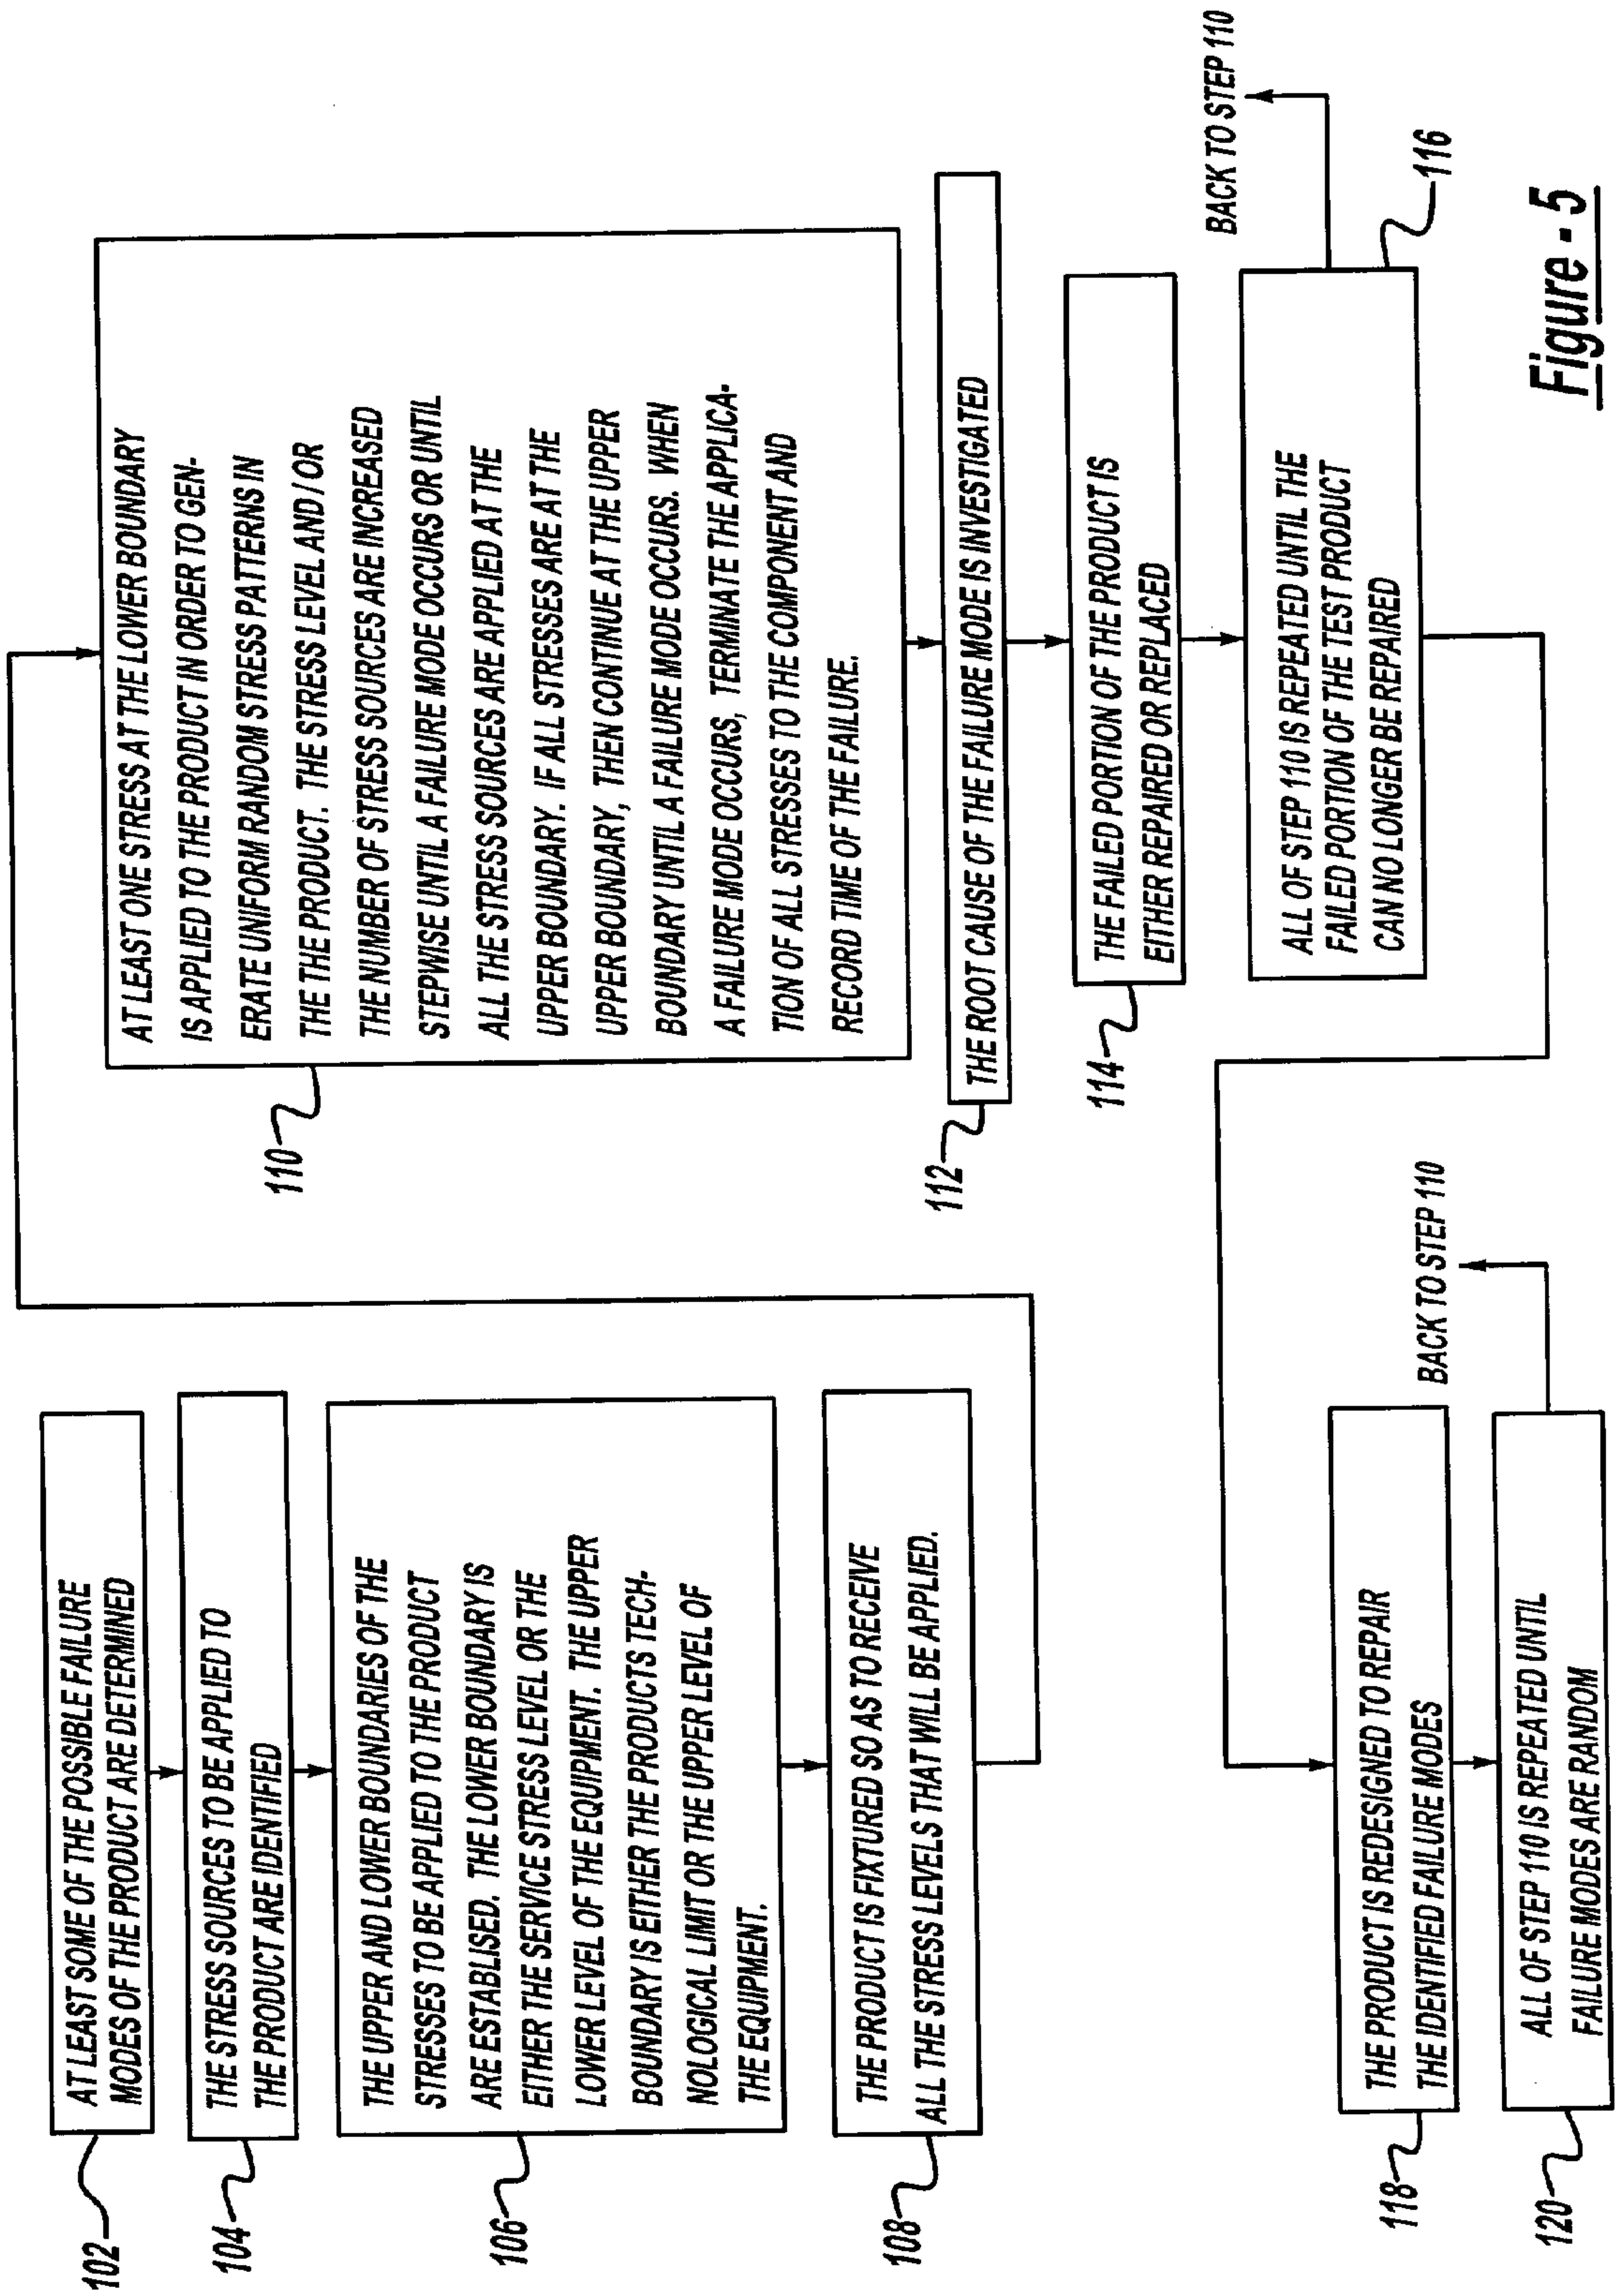 AT LEAST SOME OF THE POSSIBLE FAILURE
MODES OF THE PRODUCT ARE DETERMINED
102
THE STRESS SOURCES TO BE APPLIED TO
THE PRODUCT ARE IDENTIFIED
104
THE UPPER AND LOWER BOUNDARIES OF THE
STRESSES TO BE APPLIED TO THE PRODUCT
ARE ESTABLISED. THE LOWER BOUNDARY IS
EITHER THE SERVICE STRESS LEVEL OR THE
LOWER LEVEL OF THE EQUIPMENT. THE UPPER
BOUNDARY IS EITHER THE PRODUCTS TECH-
NOLOGICAL LIMIT OR THE UPPER LEVEL OF
THE EQUIPMENT.
106
THE PRODUCT IS FIXTURED SO AS TO RECEIVE
ALL THE STRESS LEVELS THAT WILL BE APPLIED.
108
AT LEAST ONE STRESS AT THE LOWER BOUNDARY
IS APPLIED TO THE PRODUCT IN ORDER TO GEN-
ERATE UNIFORM RANDOM STRESS PATTERNS IN
THE THE PRODUCT. THE STRESS LEVEL AND/OR
THE NUMBER OF STRESS SOURCES ARE INCREASED
STEPWISE UNTIL A FAILURE MODE OCCURS OR UNTIL
ALL THE STRESS SOURCES ARE APPLIED AT THE
UPPER BOUNDARY. IF ALL STRESSES ARE AT THE
UPPER BOUNDARY, THEN CONTINUE AT THE UPPER
BOUNDARY UNTIL A FAILURE MODE OCCURS. WHEN
A FAILURE MODE OCCURS, TERMINATE THE APPLICA-
TION OF ALL STRESSES TO THE COMPONENT AND
RECORD TIME OF THE FAILURE.
110
THE ROOT CAUSE OF THE FAILURE MODE IS INVESTIGATED
112
THE FAILED PORTION OF THE PRODUCT IS
EITHER REPAIRED OR REPLACED
114
ALL OF STEP 110 IS REPEATED UNTIL THE
FAILED PORTION OF THE TEST PRODUCT
CAN NO LONGER BE REPAIRED
116
BACK TO STEP 110
THE PRODUCT IS REDESIGNED TO REPAIR
THE IDENTIFIED FAILURE MODES
118
ALL OF STEP 110 IS REPEATED UNTIL
FAILURE MODES ARE RANDOM
120
BACK TO STEP 110
Figure - 5